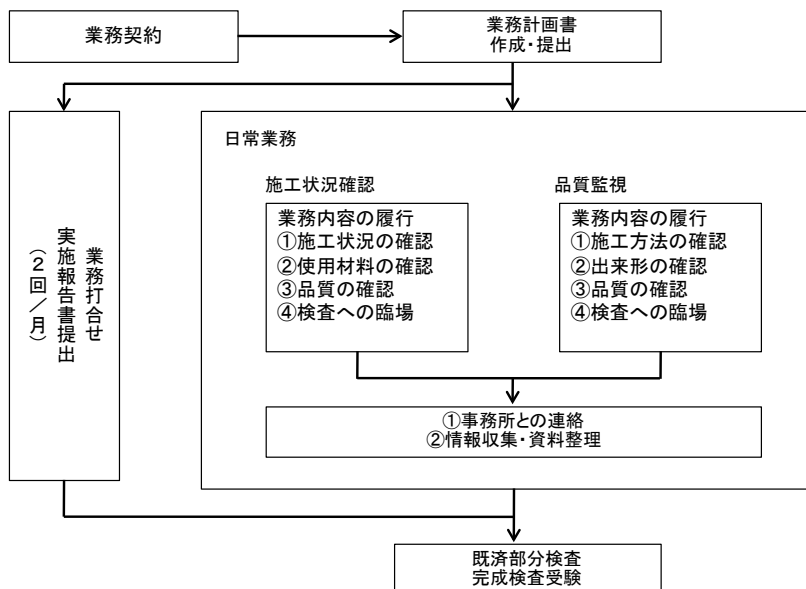 業務契約
業務計画書
作成・提出
業務打合せ
実施報告書提出
（２回／月）
日常業務
施工状況確認
業務内容の履行
①施工状況の確認
②使用材料の確認
③品質の確認
④検査への臨場
品質監視
業務内容の履行
①施工方法の確認
②出来形の確認
③品質の確認
④検査への臨場
①事務所との連絡
②情報収集・資料整理
既済部分検査
完成検査受験